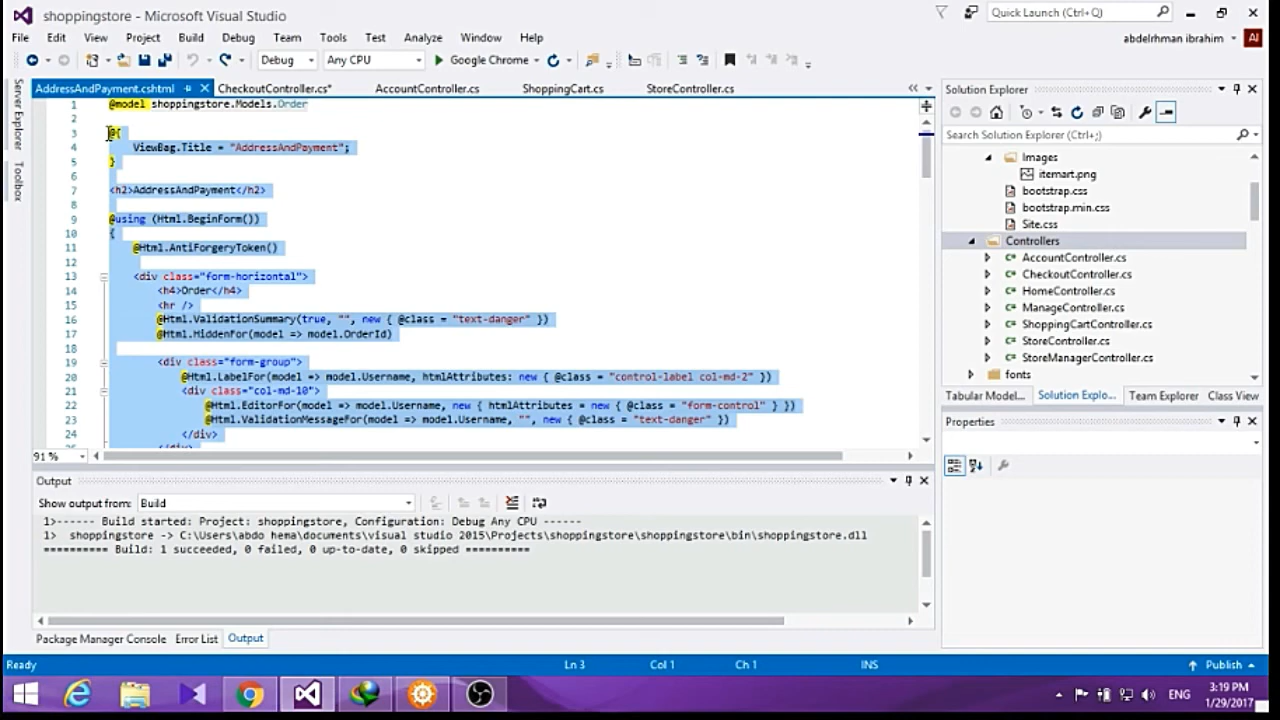 shoppingstore - Microsoft Visual Studio
Quick Launch (Ctrl+Q)
File Edit View Project Build Debug Team Tools Test Analyze Window Help
abdelrhman ibrahim AI
Debug Any CPU Google Chrome
Server Explorer
Toolbox
AddressAndPayment.cshtml CheckoutController.cs* AccountController.cs ShoppingCart.cs StoreController.cs
1 @model shoppingstore.Models.Order
2
3 @{
4 ViewBag.Title = "AddressAndPayment";
5 }
6
7 <h2>AddressAndPayment</h2>
8
9 @using (Html.BeginForm())
10 {
11 @Html.AntiForgeryToken()
12
13 <div class="form-horizontal">
14 <h4>Order</h4>
15 <hr />
16 @Html.ValidationSummary(true, "", new { @class = "text-danger" })
17 @Html.HiddenFor(model => model.OrderId)
18
19 <div class="form-group">
20 @Html.LabelFor(model => model.Username, htmlAttributes: new { @class = "control-label col-md-2" })
21 <div class="col-md-10">
22 @Html.EditorFor(model => model.Username, new { htmlAttributes = new { @class = "form-control" } })
23 @Html.ValidationMessageFor(model => model.Username, "", new { @class = "text-danger" })
24 </div>
91 %
Solution Explorer
Search Solution Explorer (Ctrl+;)
Images
itemart.png
bootstrap.css
bootstrap.min.css
Site.css
Controllers
AccountController.cs
CheckoutController.cs
HomeController.cs
ManageController.cs
ShoppingCartController.cs
StoreController.cs
StoreManagerController.cs
fonts
Tabular Model... Solution Explo... Team Explorer Class View
Properties
Output
Show output from: Build
1>------ Build started: Project: shoppingstore, Configuration: Debug Any CPU ------
1> shoppingstore -> C:\Users\abdo hema\documents\visual studio 2015\Projects\shoppingstore\shoppingstore\bin\shoppingstore.dll
========== Build: 1 succeeded, 0 failed, 0 up-to-date, 0 skipped ==========
Package Manager Console Error List Output
Ready Ln 3 Col 1 Ch 1 INS Publish
ENG
3:19 PM
1/29/2017